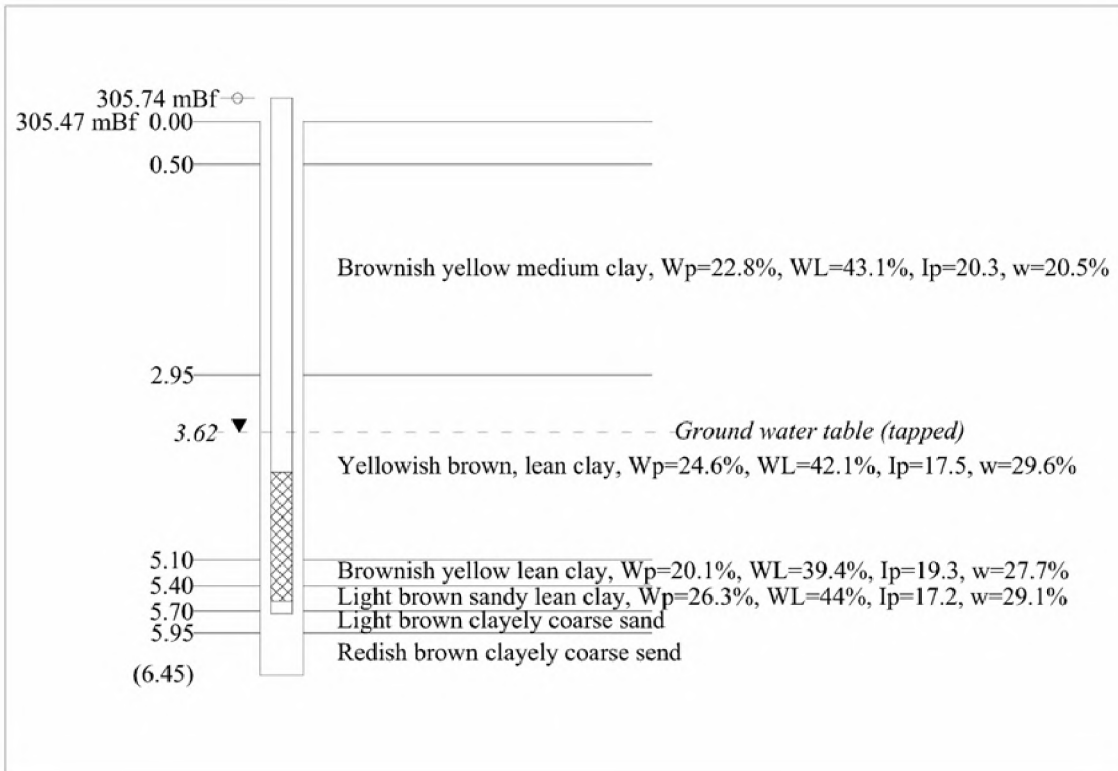 305.74 mBf
305.47 mBf 0.00
0.50
Brownish yellow medium clay, Wp=22.8%, WL=43.1%, Ip=20.3, w=20.5%
2.95
3.62
Ground water table (tapped)
Yellowish brown, lean clay, Wp=24.6%, WL=42.1%, Ip=17.5, w=29.6%
5.10
Brownish yellow lean clay, Wp=20.1%, WL=39.4%, Ip=19.3, w=27.7%
5.40
Light brown sandy lean clay, Wp=26.3%, WL=44%, Ip=17.2, w=29.1%
5.70
Light brown clayely coarse sand
5.95
Redish brown clayely coarse send
(6.45)